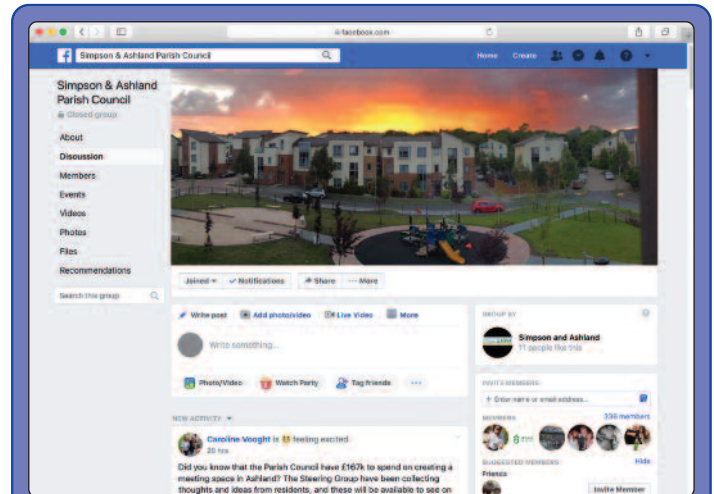 facebook.com
Simpson & Ashland Parish Council
Home Create
Simpson & Ashland
Parish Council
Closed group
About
Discussion
Members
Events
Videos
Photos
Files
Recommendations
Search this group
Joined Notifications Share More
Write post Add photo/video Live Video More
Write something...
Photo/Video Watch Party Tag friends
GROUP BY
Simpson and Ashland
11 people like this
INVITE MEMBERS
+ Enter name or email address...
MEMBERS 336 members
SUGGESTED MEMBERS Hide
Friends
Invite Member
NEW ACTIVITY
Caroline Vooght is feeling excited.
20 hrs
Did you know that the Parish Council have £167k to spend on creating a
meeting space in Ashland? The Steering Group have been collecting
thoughts and ideas from residents, and these will be available to see on